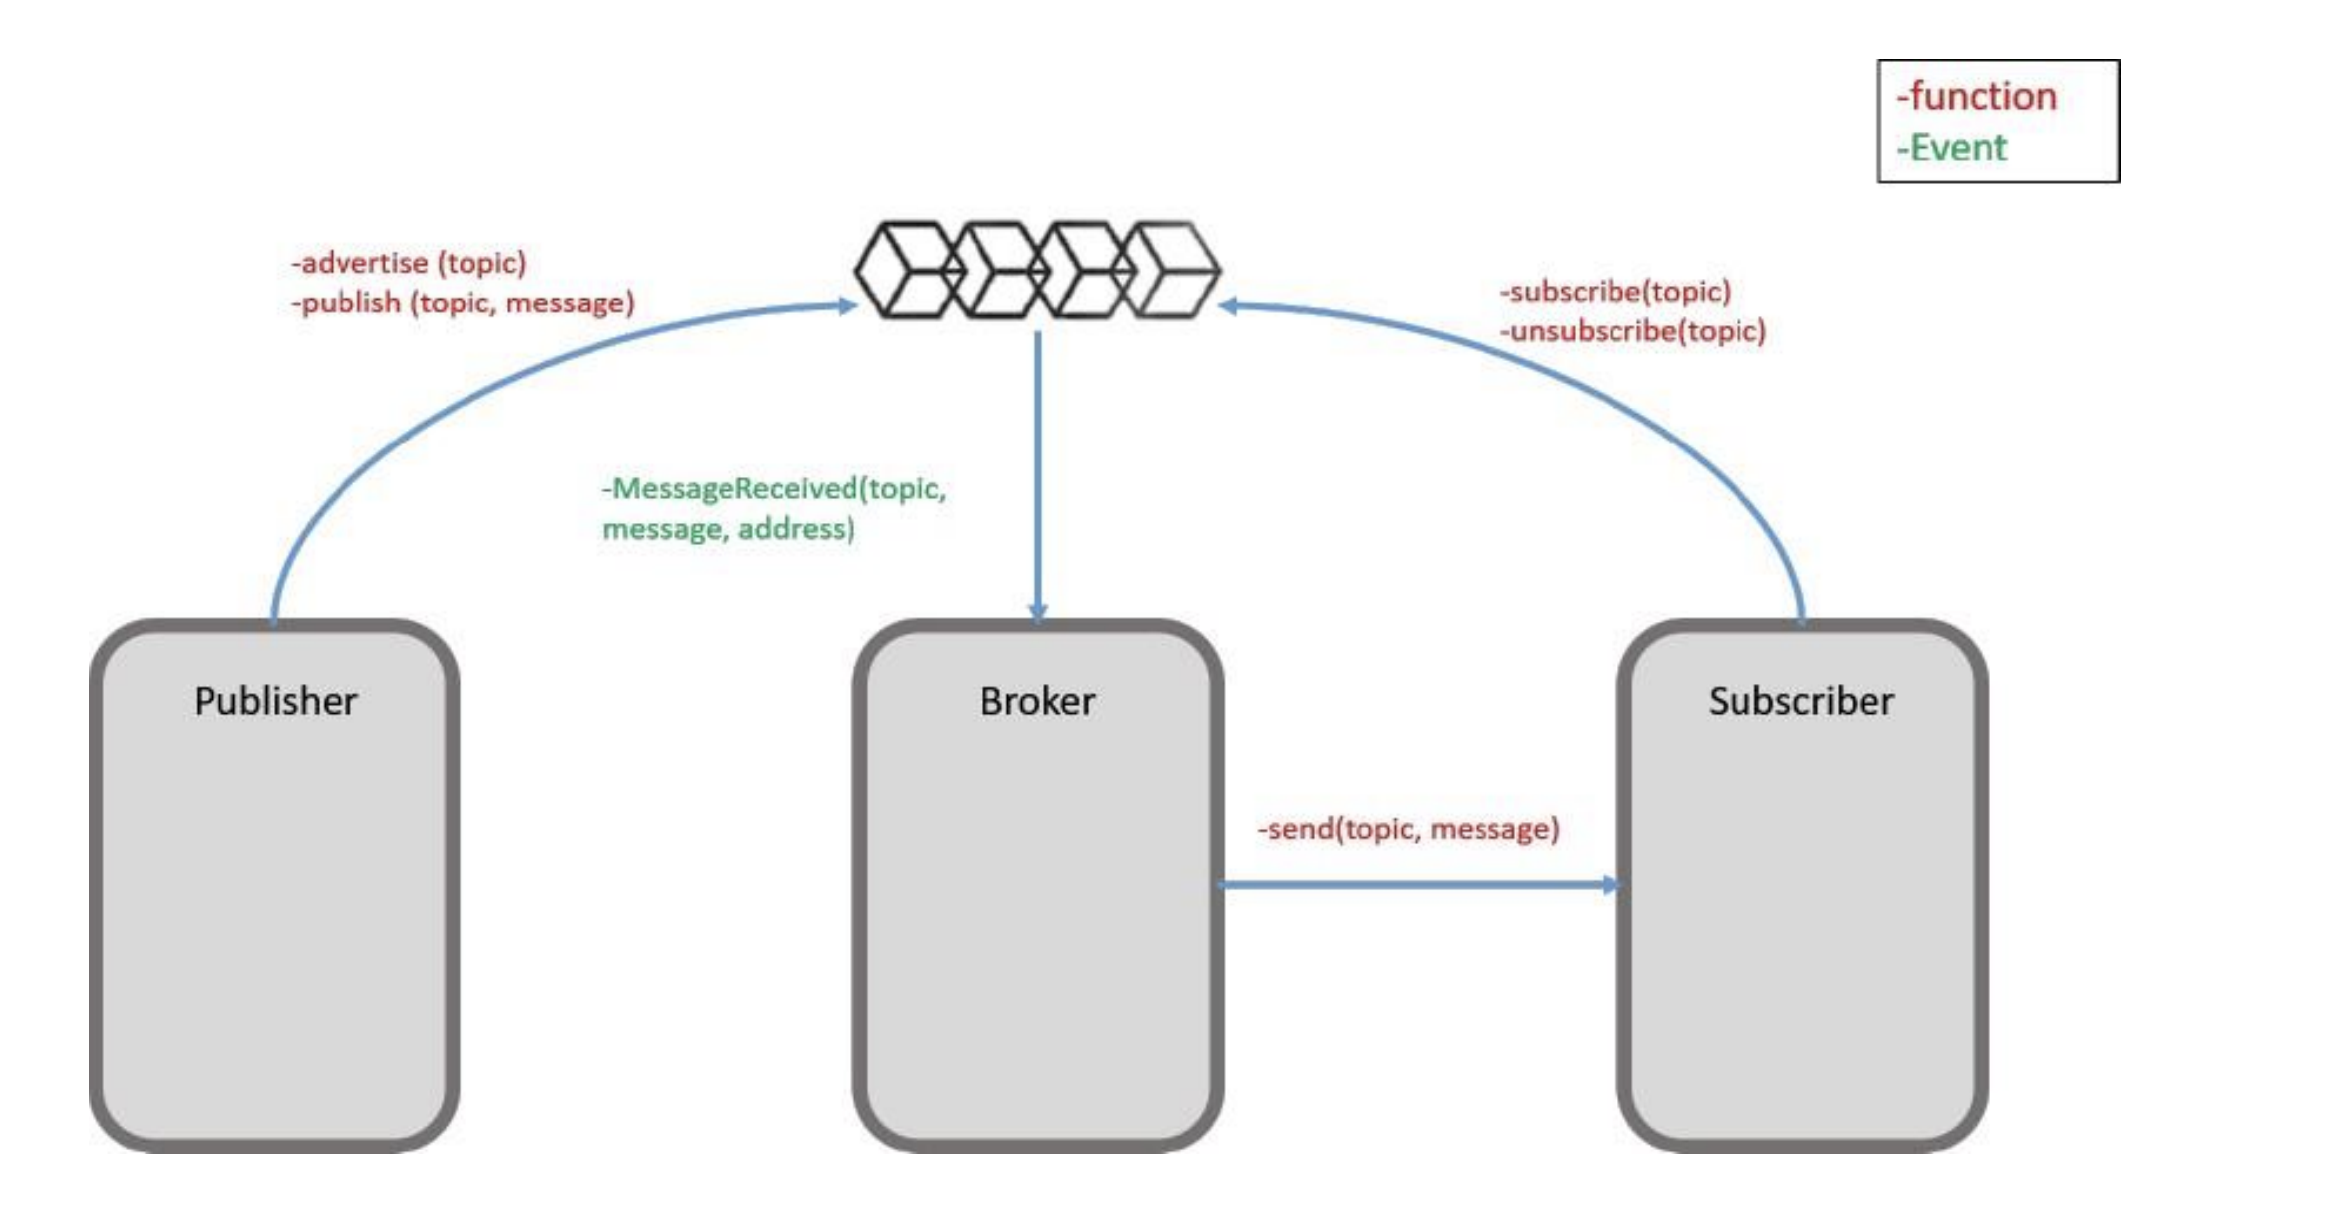 -function
-Event
-advertise (topic)
-publish (topic, message)
-subscribe(topic)
-unsubscribe(topic)
-MessageReceived(topic,
message, address)
Publisher
Broker
Subscriber
-send(topic, message)